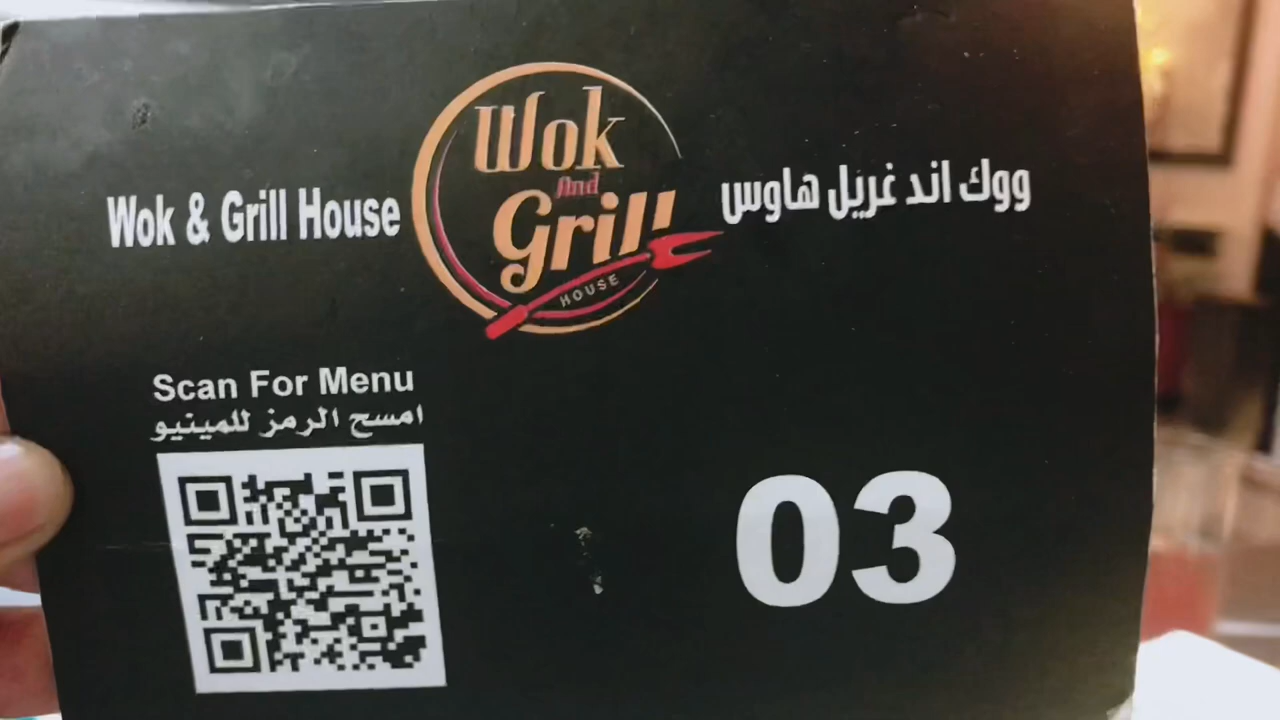 Wok & Grill House
Wok
And
Grill
HOUSE
ووك اند غريل هاوس
Scan For Menu
امسح الرمز للمينيو
03